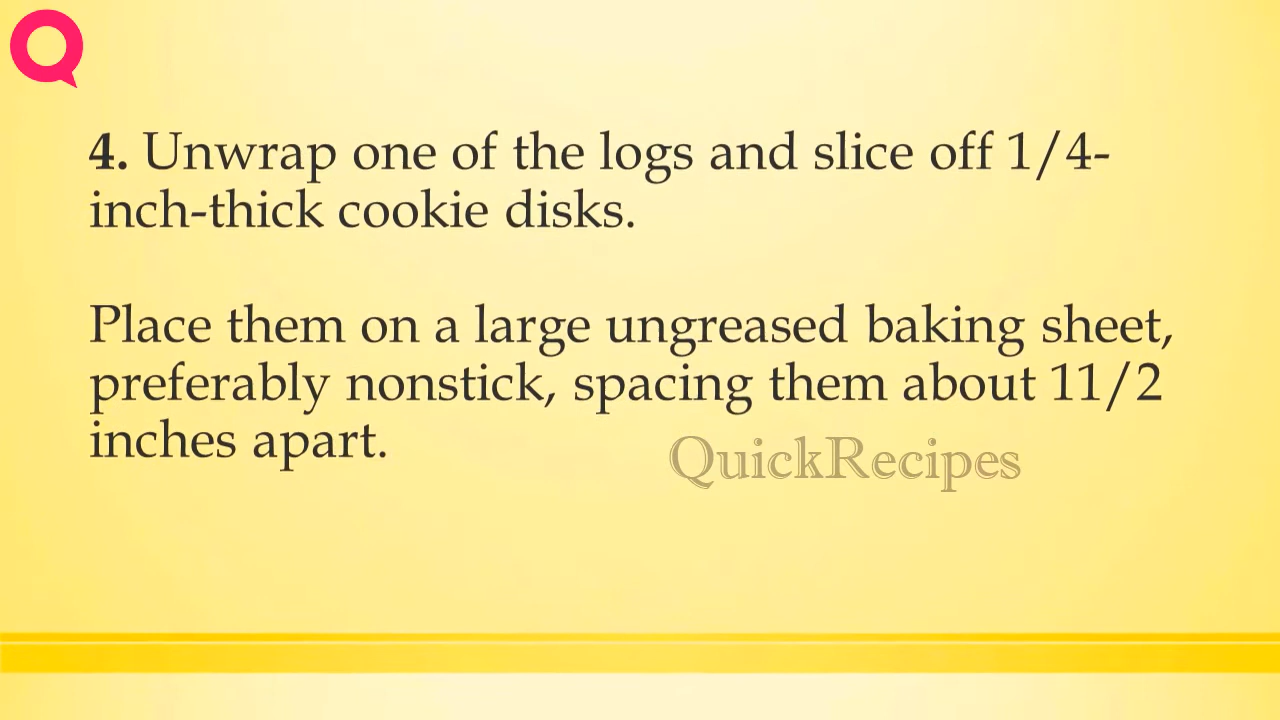 4. Unwrap one of the logs and slice off 1/4-
inch-thick cookie disks.
Place them on a large ungreased baking sheet,
preferably nonstick, spacing them about 11/2
inches apart.
QuickRecipes